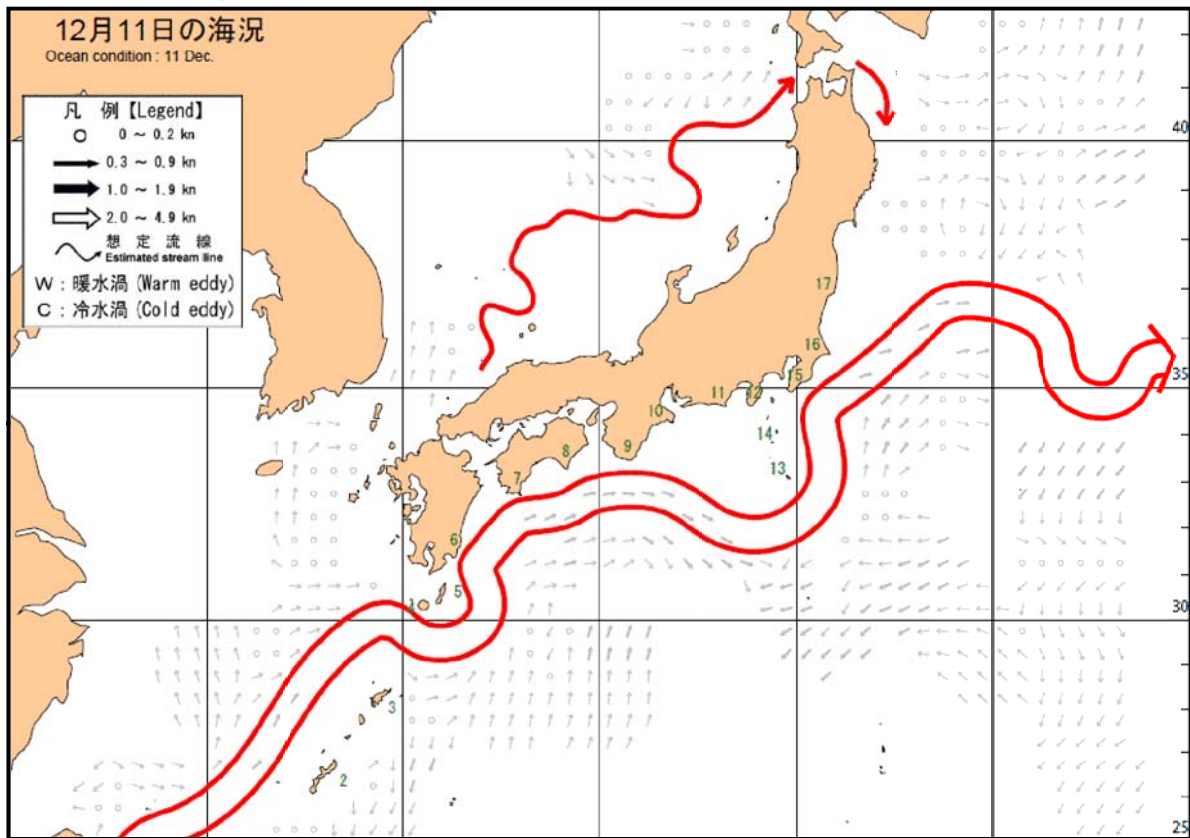 12月11日の海況
Ocean condition : 11 Dec.
凡 例【Legend】
0 ~ 0.2 kn
0.3 ~ 0.9 kn
1.0 ~ 1.9 kn
2.0 ~ 4.9 kn
想 定 流 線
Estimated stream line
W : 暖水渦 (Warm eddy)
C : 冷水渦 (Cold eddy)
40
17
16
35
15
12
11
10
14
9
8
13
7
6
5
1
30
3
2
25